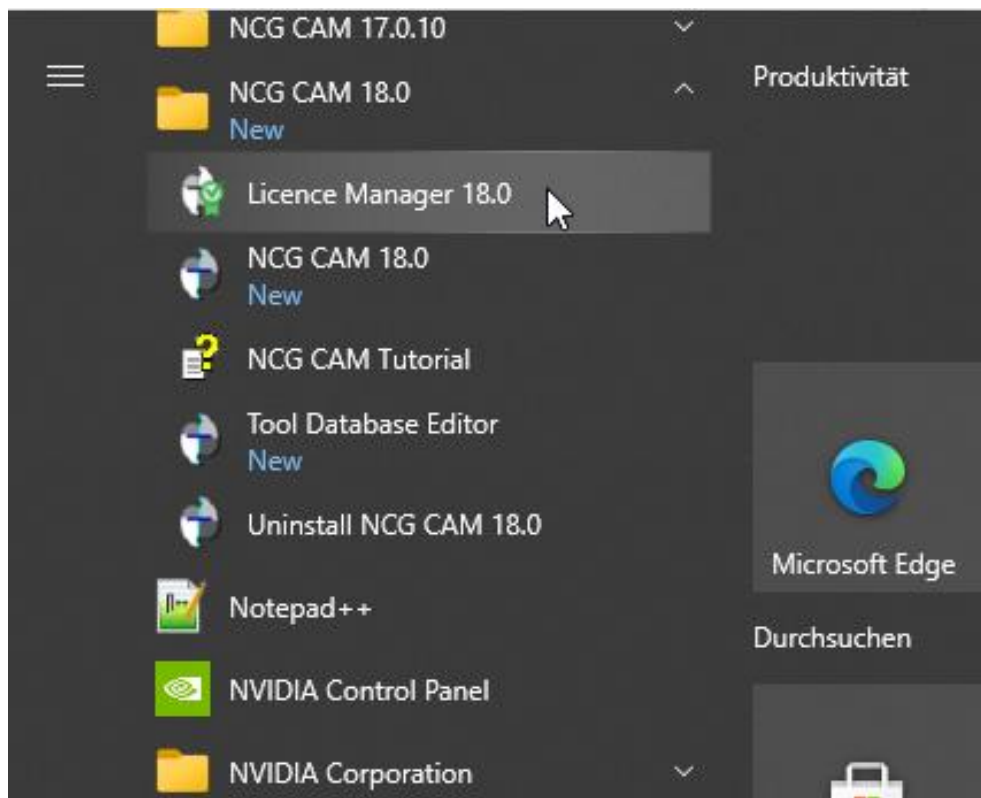 NCG CAM 17.0.10
NCG CAM 18.0
New
Licence Manager 18.0
NCG CAM 18.0
New
NCG CAM Tutorial
Tool Database Editor
New
Uninstall NCG CAM 18.0
Notepad++
NVIDIA Control Panel
NVIDIA Corporation
Produktivität
Microsoft Edge
Durchsuchen